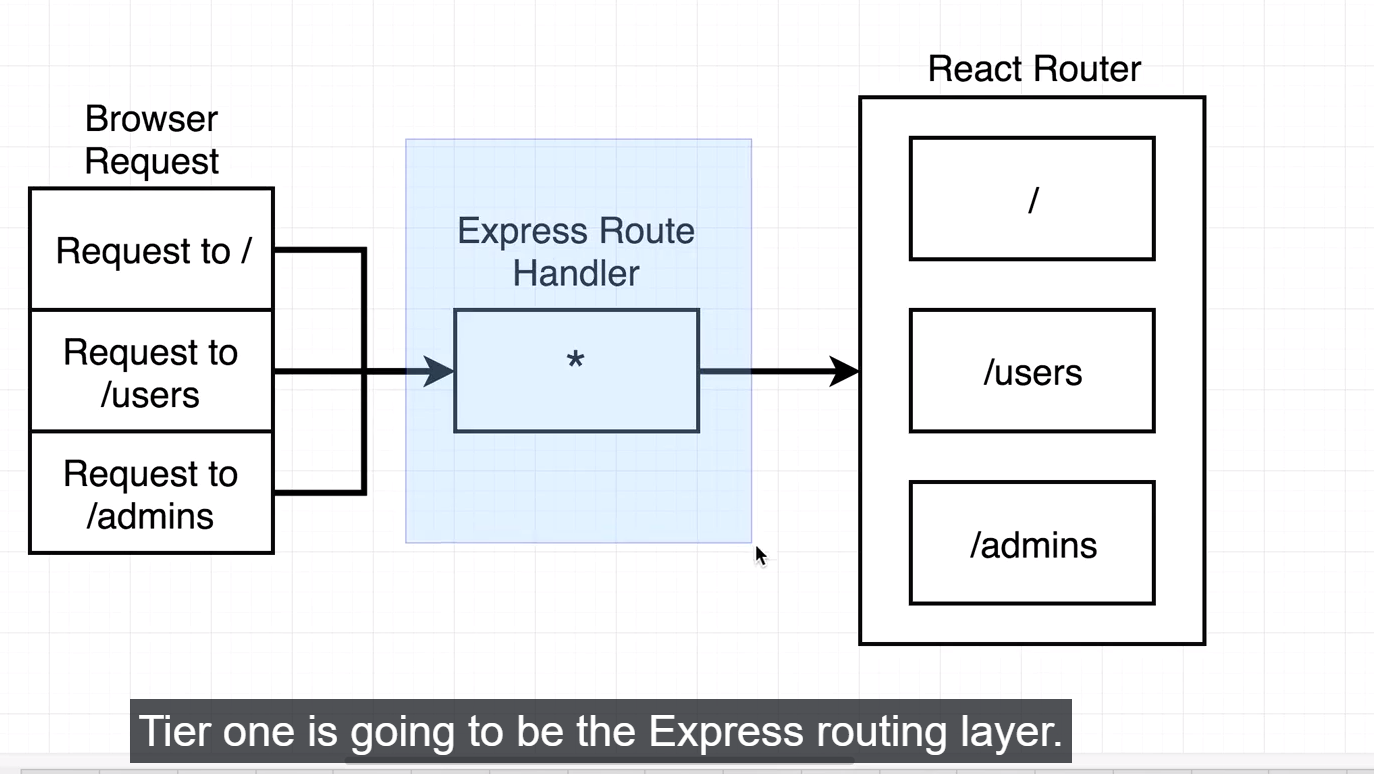 React Router
Browser
Request
/
Express Route
Handler
Request to /
Request to
/users
*
/users
Request to
/admins
/admins
Tier one is going to be the Express routing layer.